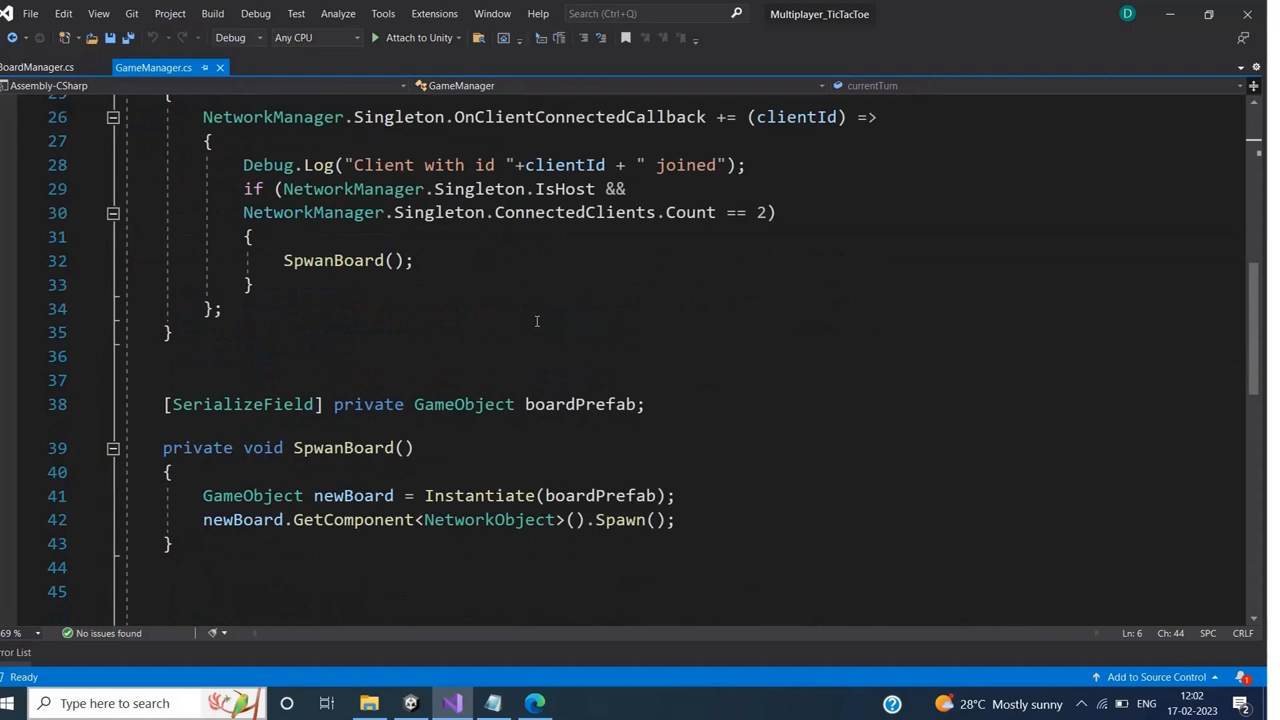 File Edit View Git Project Build Debug Test Analyze Tools Extensions Window Help Search (Ctrl+Q) Multiplayer_TicTacToe D
Debug Any CPU Attach to Unity
BoardManager.cs GameManager.cs
Assembly-CSharp GameManager currentTurn
26 NetworkManager.Singleton.OnClientConnectedCallback += (clientId) =>
27 {
28 Debug.Log("Client with id "+clientId + " joined");
29 if (NetworkManager.Singleton.IsHost &&
30 NetworkManager.Singleton.ConnectedClients.Count == 2)
31 {
32 SpwanBoard();
33 }
34 };
35 }
36
37
38 [SerializeField] private GameObject boardPrefab;
39 private void SpwanBoard()
40 {
41 GameObject newBoard = Instantiate(boardPrefab);
42 newBoard.GetComponent<NetworkObject>().Spawn();
43 }
44
45
69 % No issues found Ln: 6 Ch: 44 SPC CRLF
rror List
Ready Add to Source Control 1
Type here to search 28°C Mostly sunny ENG 12:02
17-02-2023 2